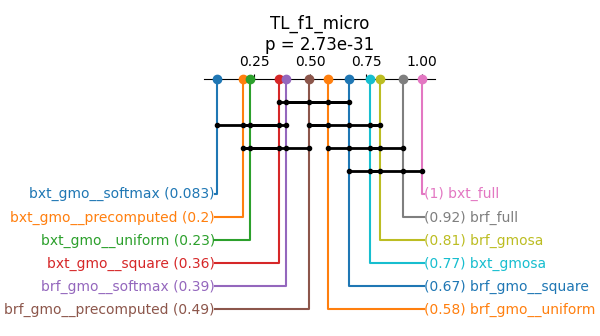 TL_f1_micro
p = 2.73e-31
0.25 0.50 0.75 1.00
bxt_gmo__softmax (0.083) (1) bxt_full
bxt_gmo__precomputed (0.2) (0.92) brf_full
bxt_gmo__uniform (0.23) (0.81) brf_gmosa
bxt_gmo__square (0.36) (0.77) bxt_gmosa
brf_gmo__softmax (0.39) (0.67) brf_gmo__square
brf_gmo__precomputed (0.49) (0.58) brf_gmo__uniform